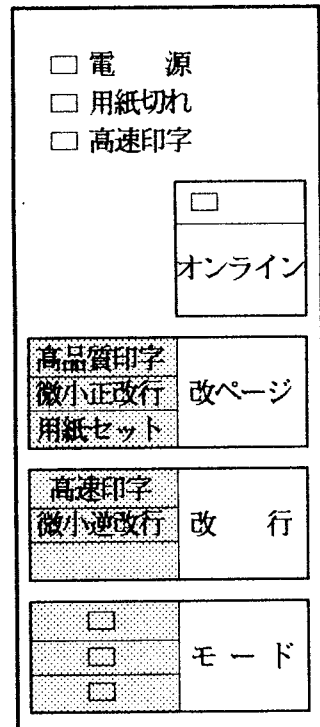 電 源
用紙切れ
高速印字
オンライン
高品質印字
微小正改行
用紙セット
改ページ
高速印字
微小逆改行
改 行
モード